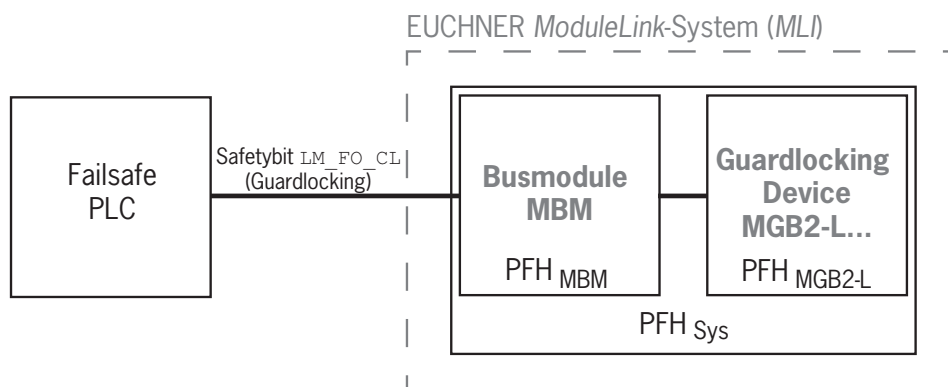 EUCHNER ModuleLink-System (MLI)
Failsafe
PLC
Safetybit LM_FO_CL
(Guardlocking)
Busmodule
MBM
PFH MBM
Guardlocking
Device
MGB2-L...
PFH MGB2-L
PFH Sys